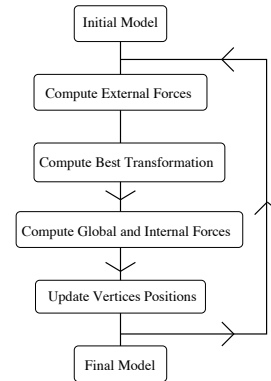 Initial Model
Compute External Forces
Compute Best Transformation
Compute Global and Internal Forces
Update Vertices Positions
Final Model